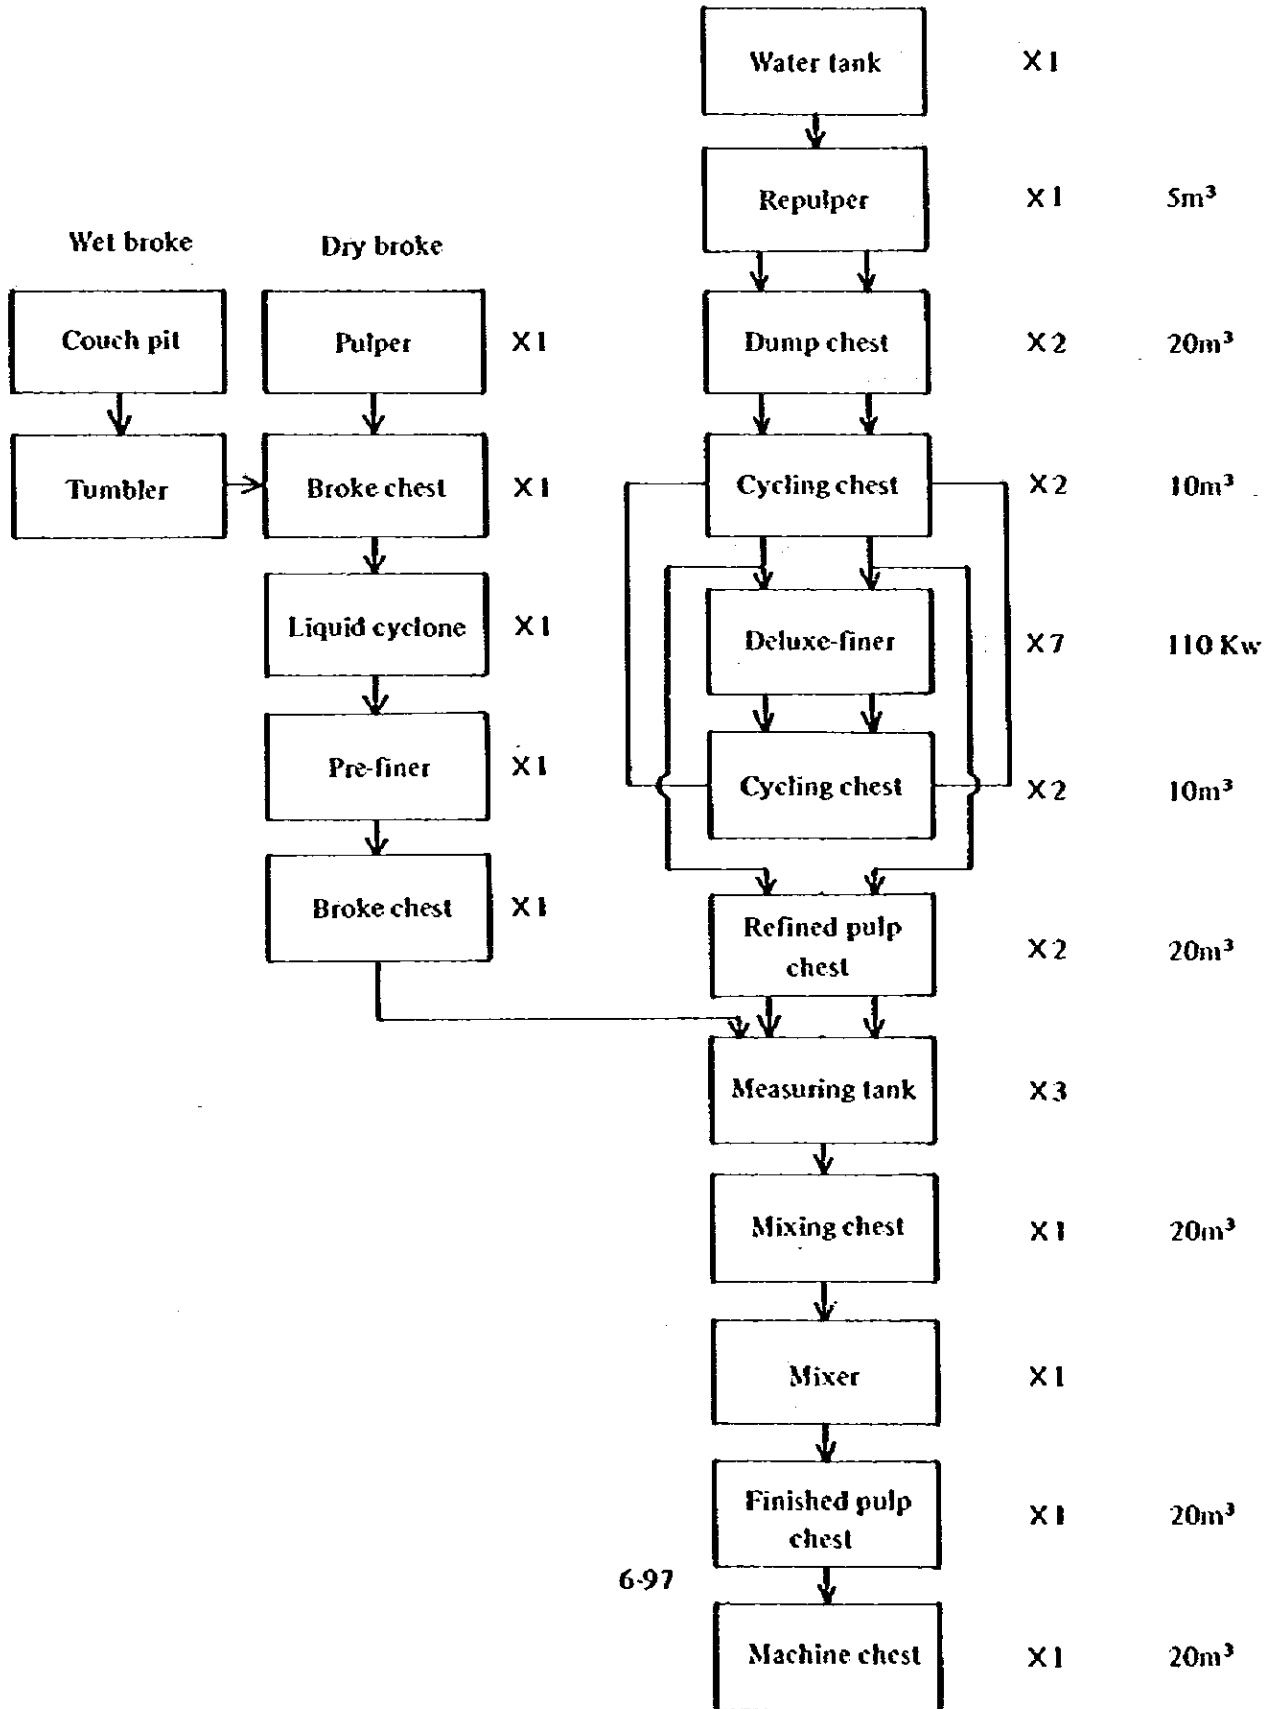 Water tank X1
Repulper X1 5m³
Wet broke Dry broke
Couch pit Pulper X1 Dump chest X2 20m³
Tumbler Broke chest X1 Cycling chest X2 10m³
Liquid cyclone X1 Deluxe-finer X7 110 Kw
Pre-finer X1 Cycling chest X2 10m³
Broke chest X1 Refined pulp
chest X2 20m³
Measuring tank X3
Mixing chest X1 20m³
Mixer X1
Finished pulp
chest X1 20m³
6-97
Machine chest X1 20m³